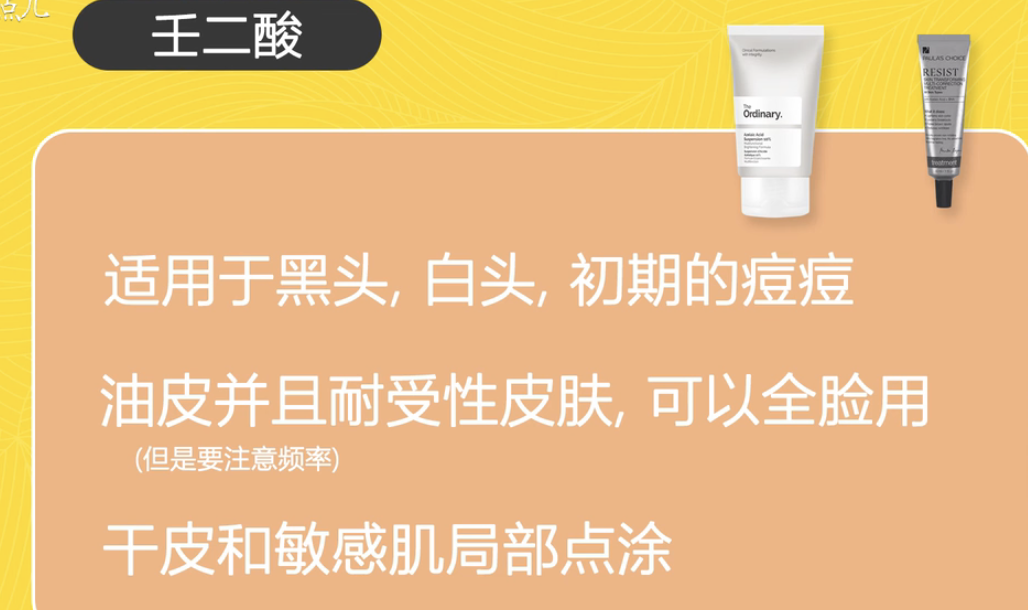 壬二酸
The
Ordinary.
PAULA'S CHOICE
RESIST
treatment
适用于黑头, 白头, 初期的痘痘
油皮并且耐受性皮肤, 可以全脸用
(但是要注意频率)
干皮和敏感肌局部点涂